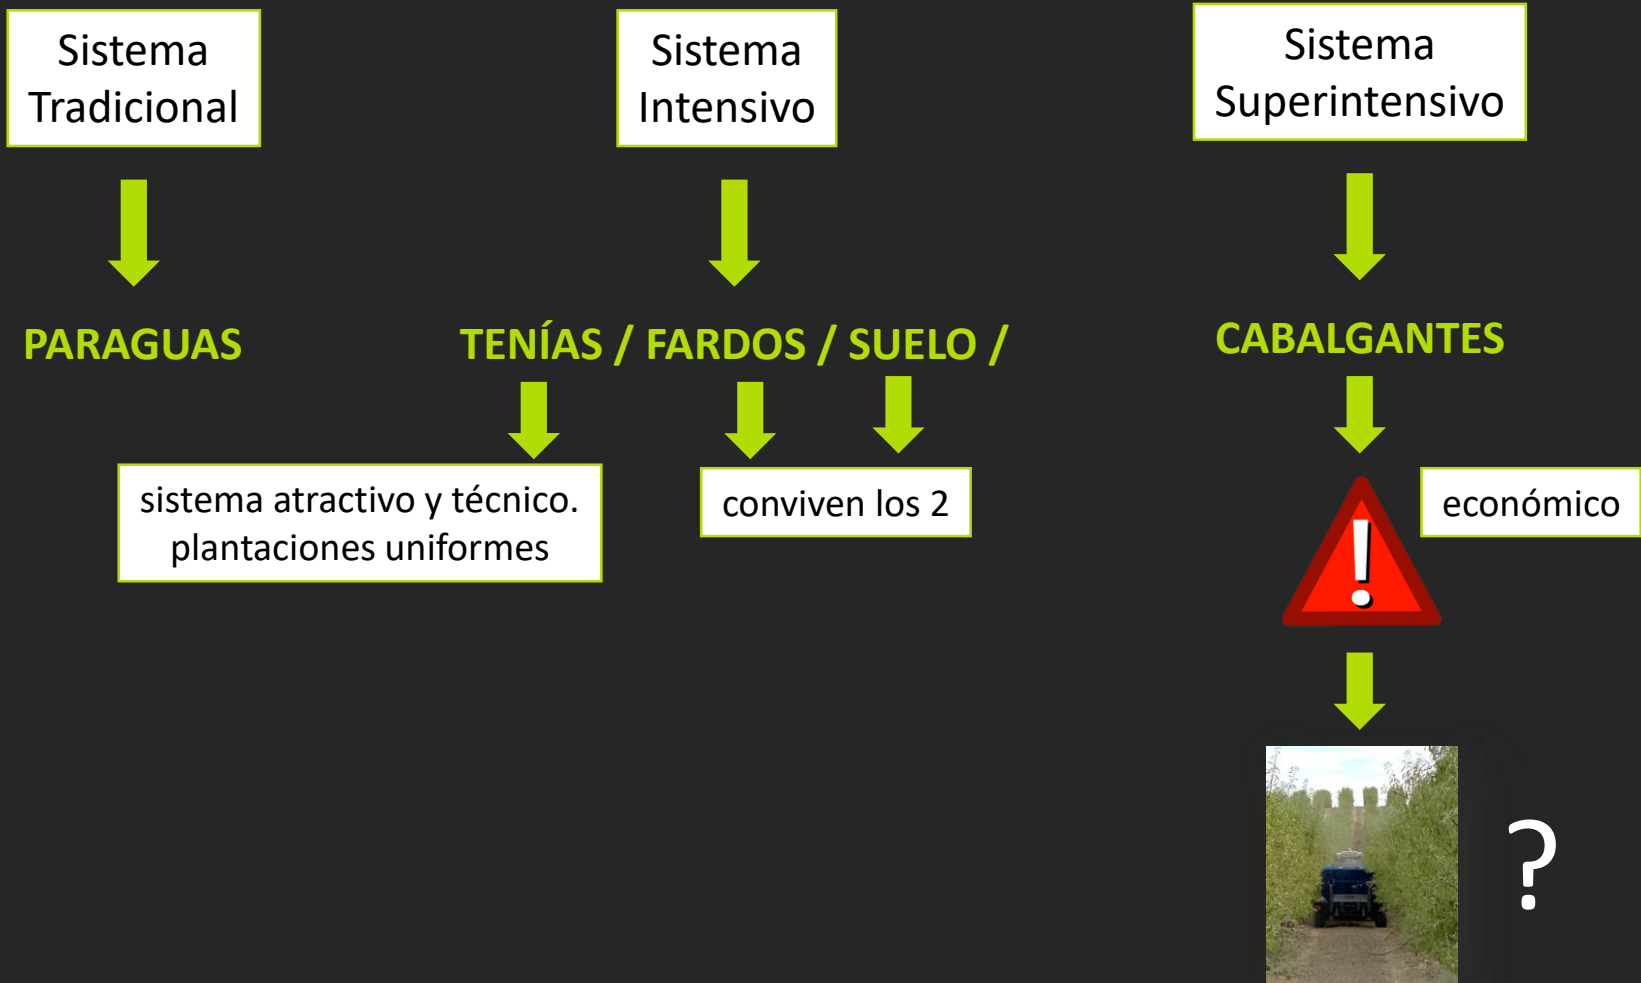 Sistema
Tradicional
Sistema
Intensivo
Sistema
Superintensivo
PARAGUAS
TENÍAS / FARDOS / SUELO /
CABALGANTES
sistema atractivo y técnico.
plantaciones uniformes
conviven los 2
económico
!
?